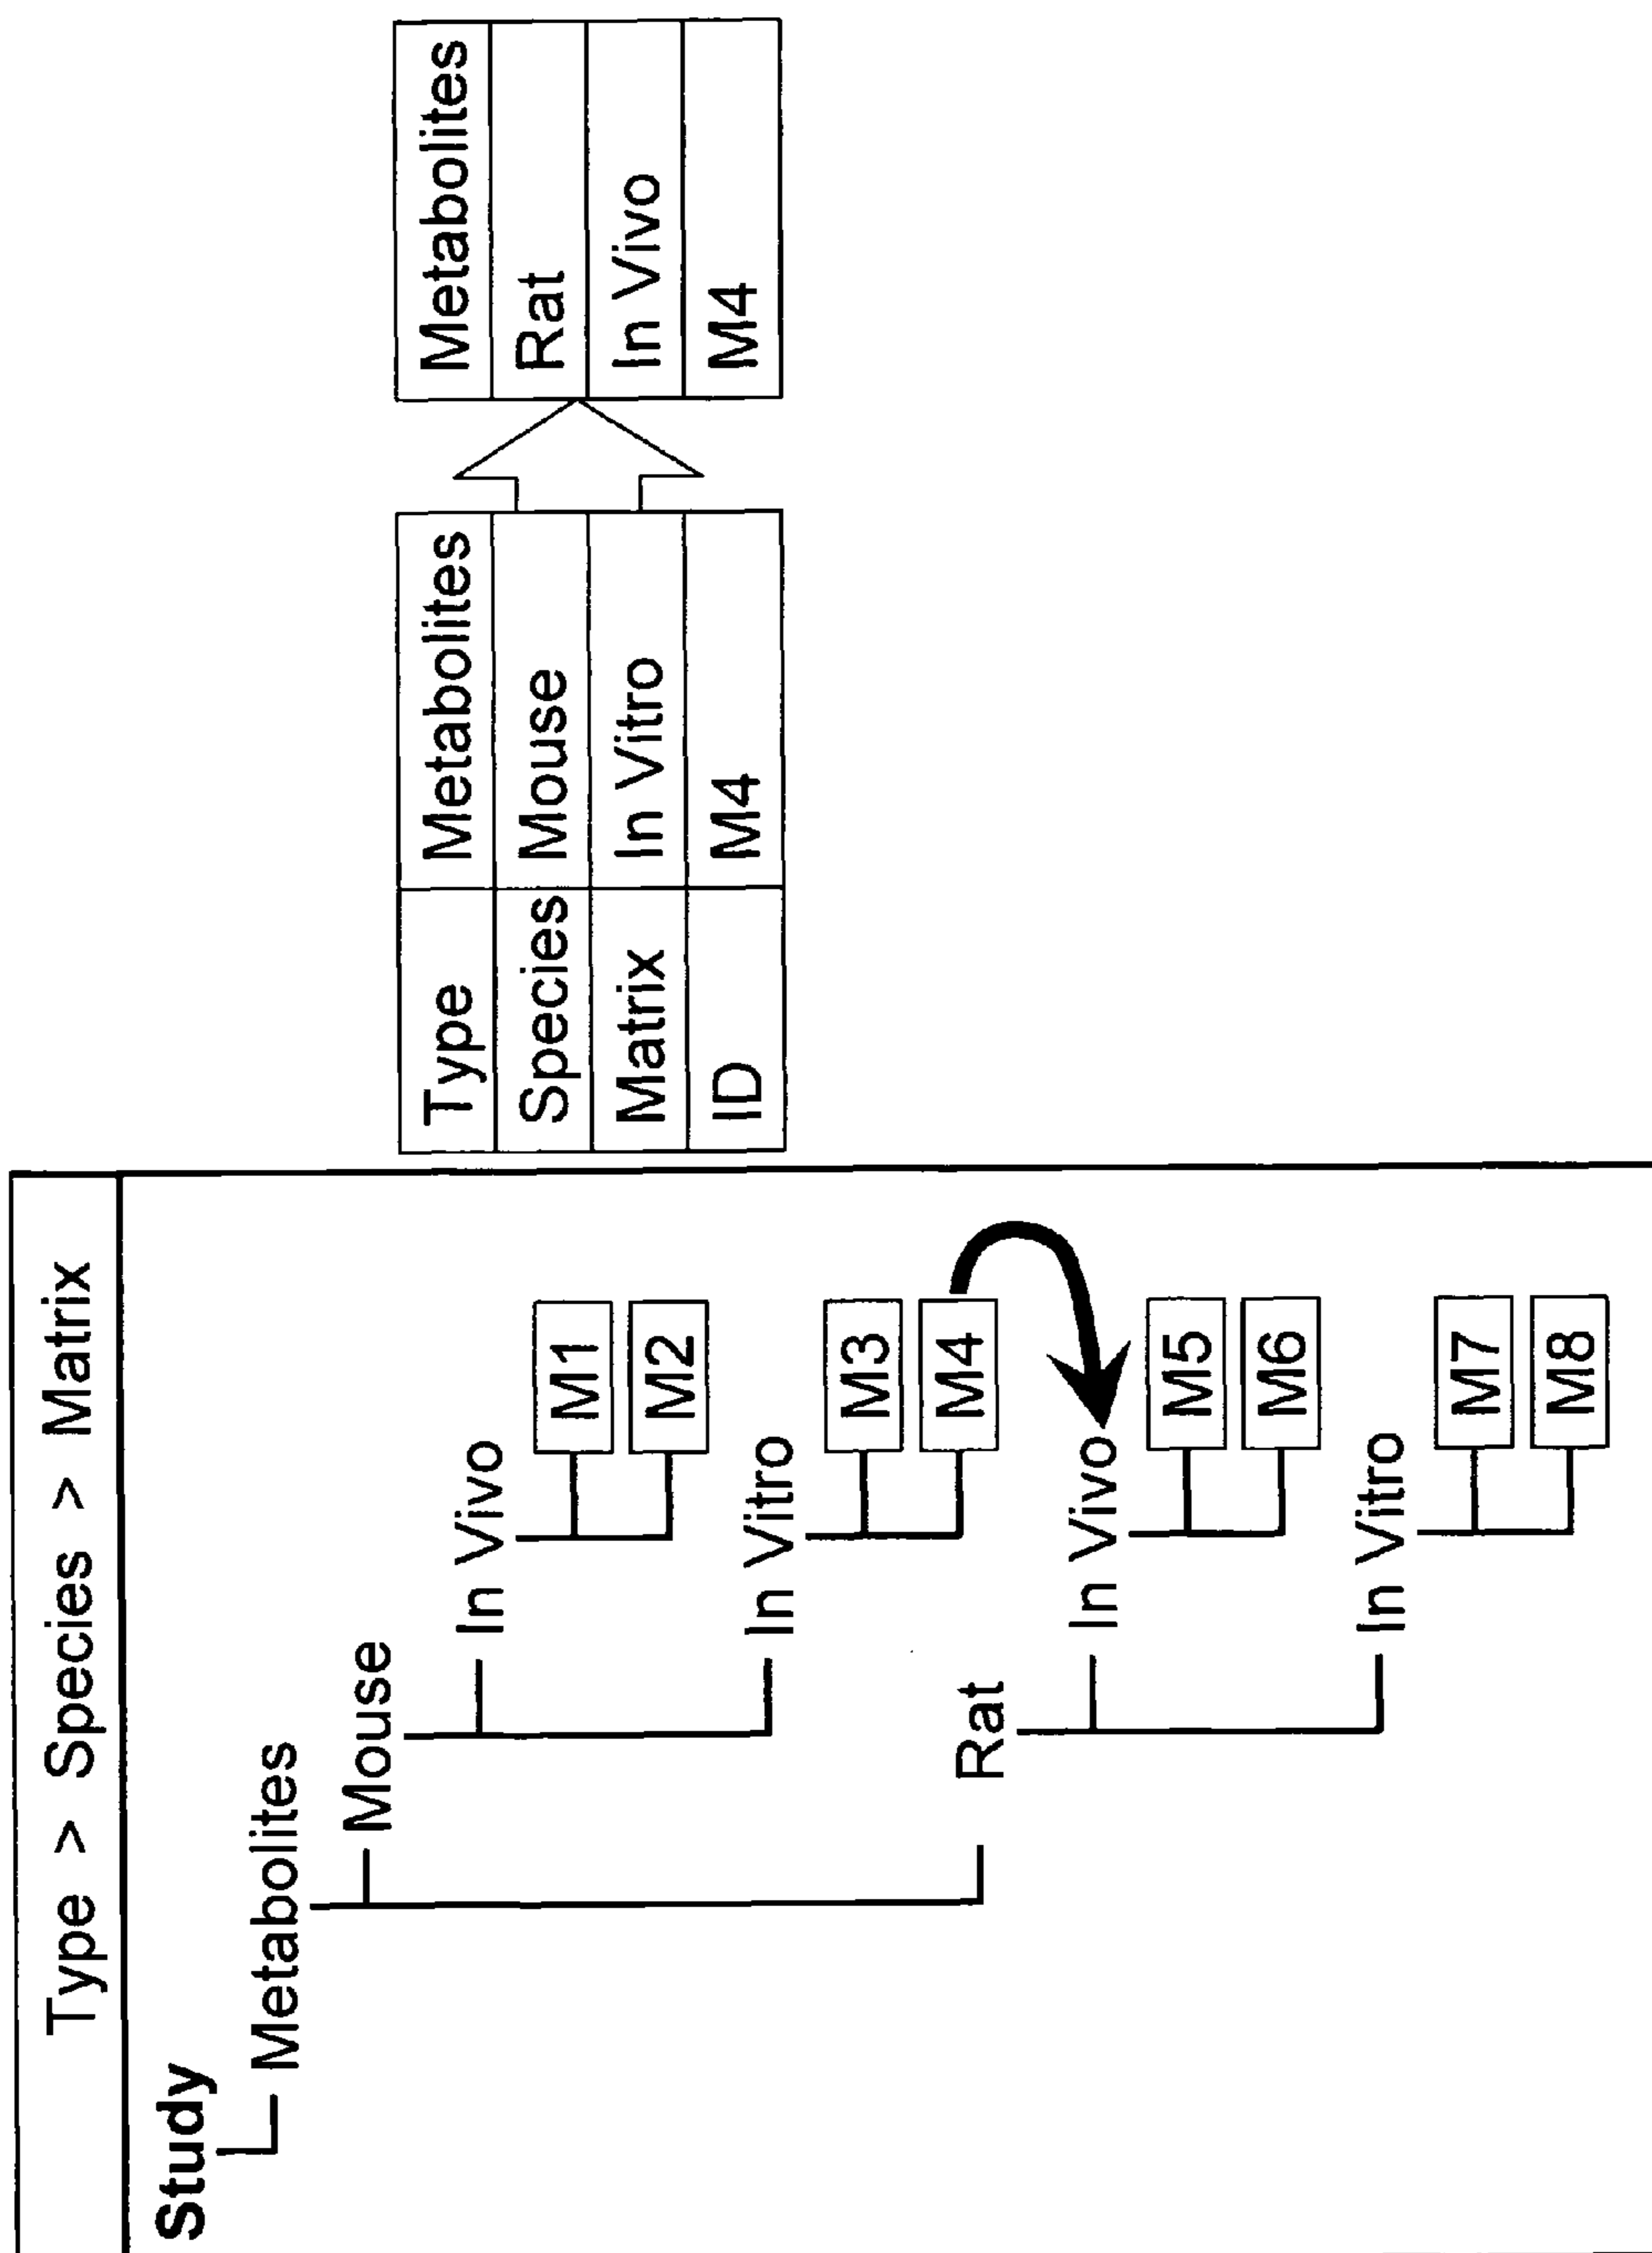 Type > Species > Matrix
Study
Metabolites
Mouse
In Vivo
M1
M2
In Vitro
M3
M4
Rat
In Vivo
M5
M6
In Vitro
M7
M8
Type Metabolites Metabolites
Species Mouse Rat
Matrix In Vitro In Vivo
ID M4 M4